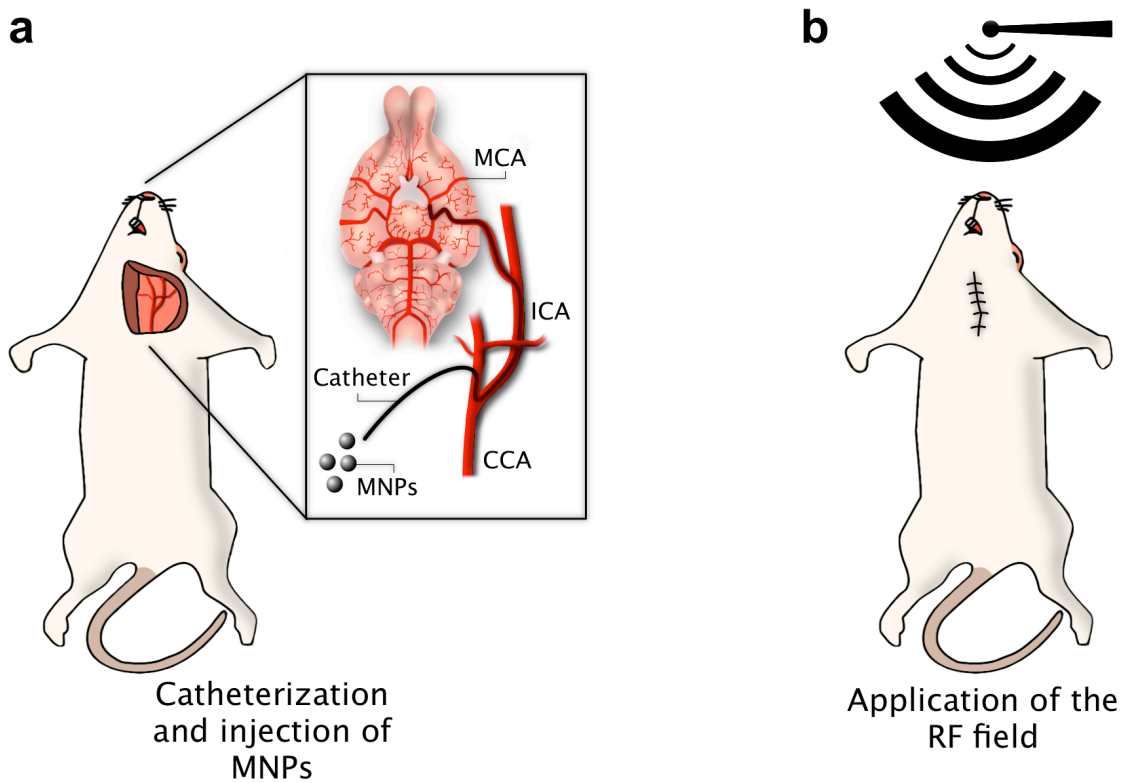 a
MCA
ICA
Catheter
CCA
MNPs
Catheterization
and injection of
MNPs
b
Application of the
RF field